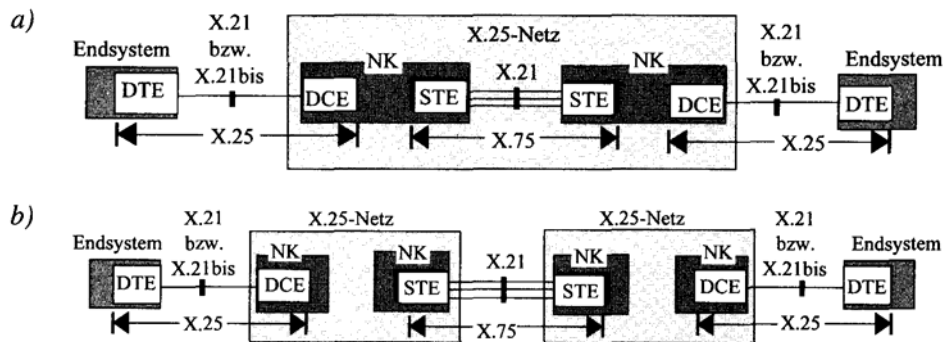 a)
X.25-Netz
Endsystem X.21 bzw. X.21bis NK X.21 NK X.21 bzw. X.21bis Endsystem
DTE DCE STE STE DCE DTE
X.25 X.75 X.25
b)
X.25-Netz X.25-Netz
Endsystem X.21 bzw. X.21bis NK NK X.21 NK NK X.21 bzw. X.21bis Endsystem
DTE DCE STE STE DCE DTE
X.25 X.75 X.25